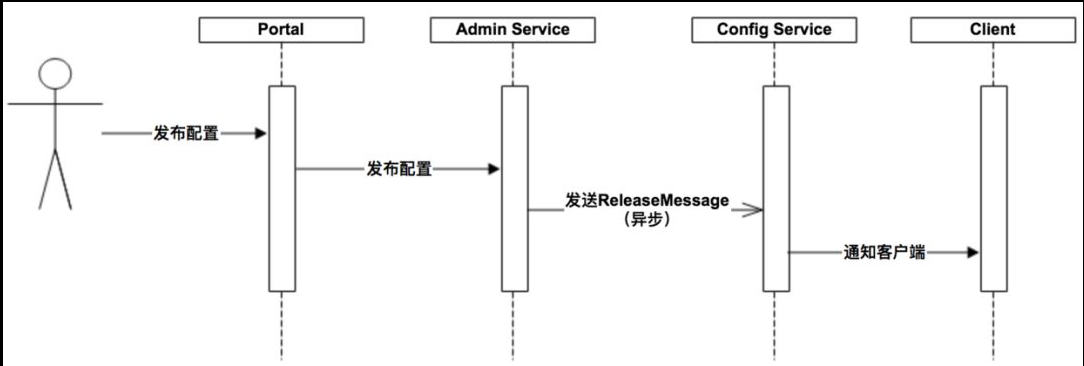 Portal
Admin Service
Config Service
Client
发布配置
发布配置
发送ReleaseMessage
（异步）
通知客户端